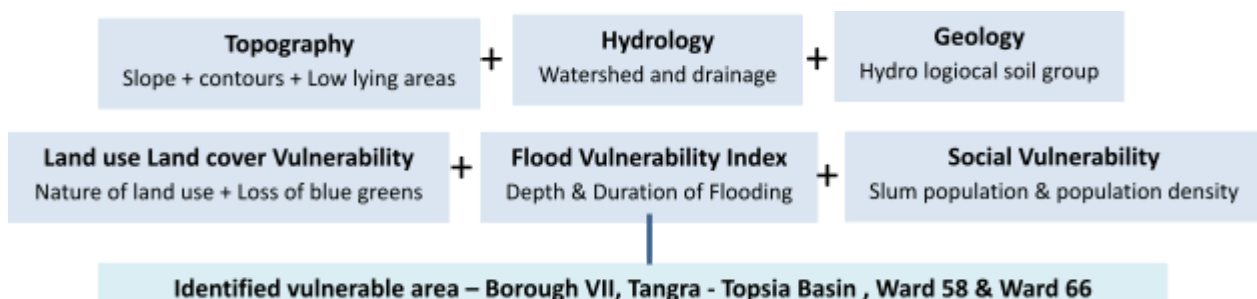 Topography + Hydrology + Geology
Slope + contours + Low lying areas Watershed and drainage Hydro logiocal soil group
Land use Land cover Vulnerability + Flood Vulnerability Index + Social Vulnerability
Nature of land use + Loss of blue greens Depth & Duration of Flooding Slum population & population density
Identified vulnerable area – Borough VII, Tangra - Topsia Basin , Ward 58 & Ward 66